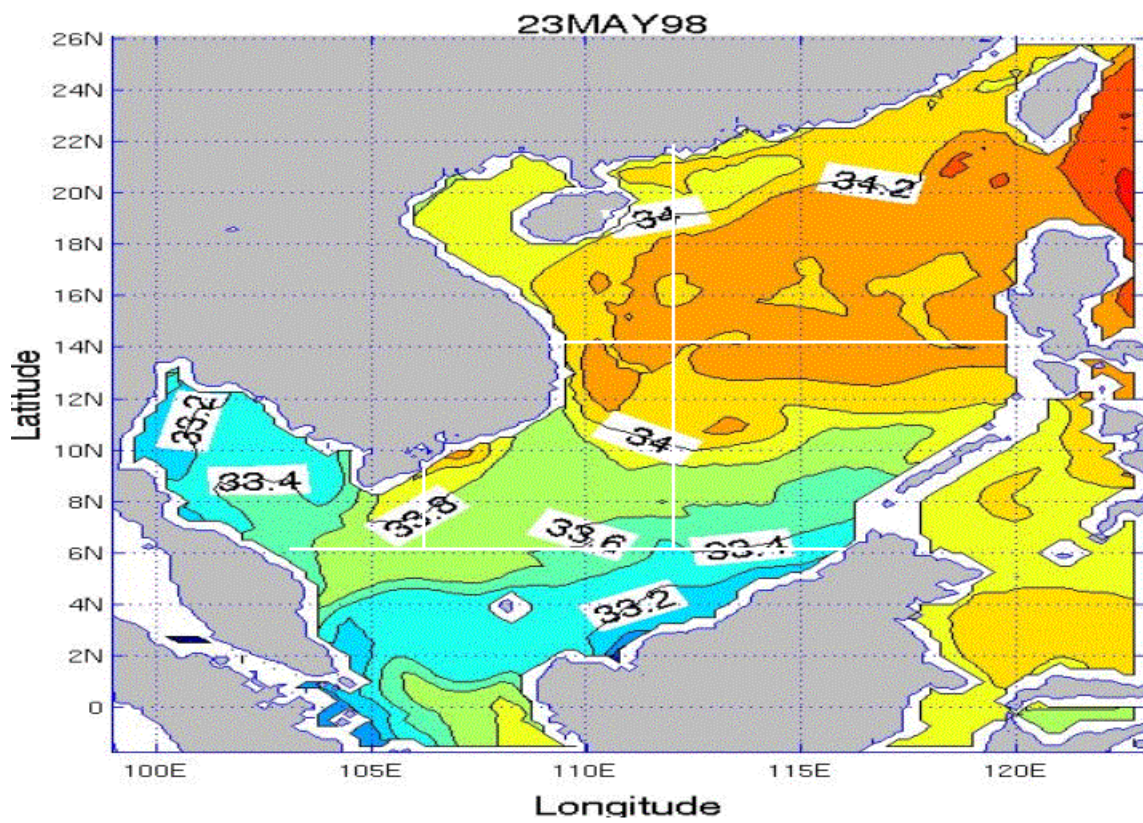 23MAY98
26N
24N
22N
20N
18N
16N
14N
12N
10N
8N
6N
4N
2N
0
Latitude
34.2
34
33.2
34
33.4
33.8
33.6
33.4
33.2
100E 105E 110E 115E 120E
Longitude